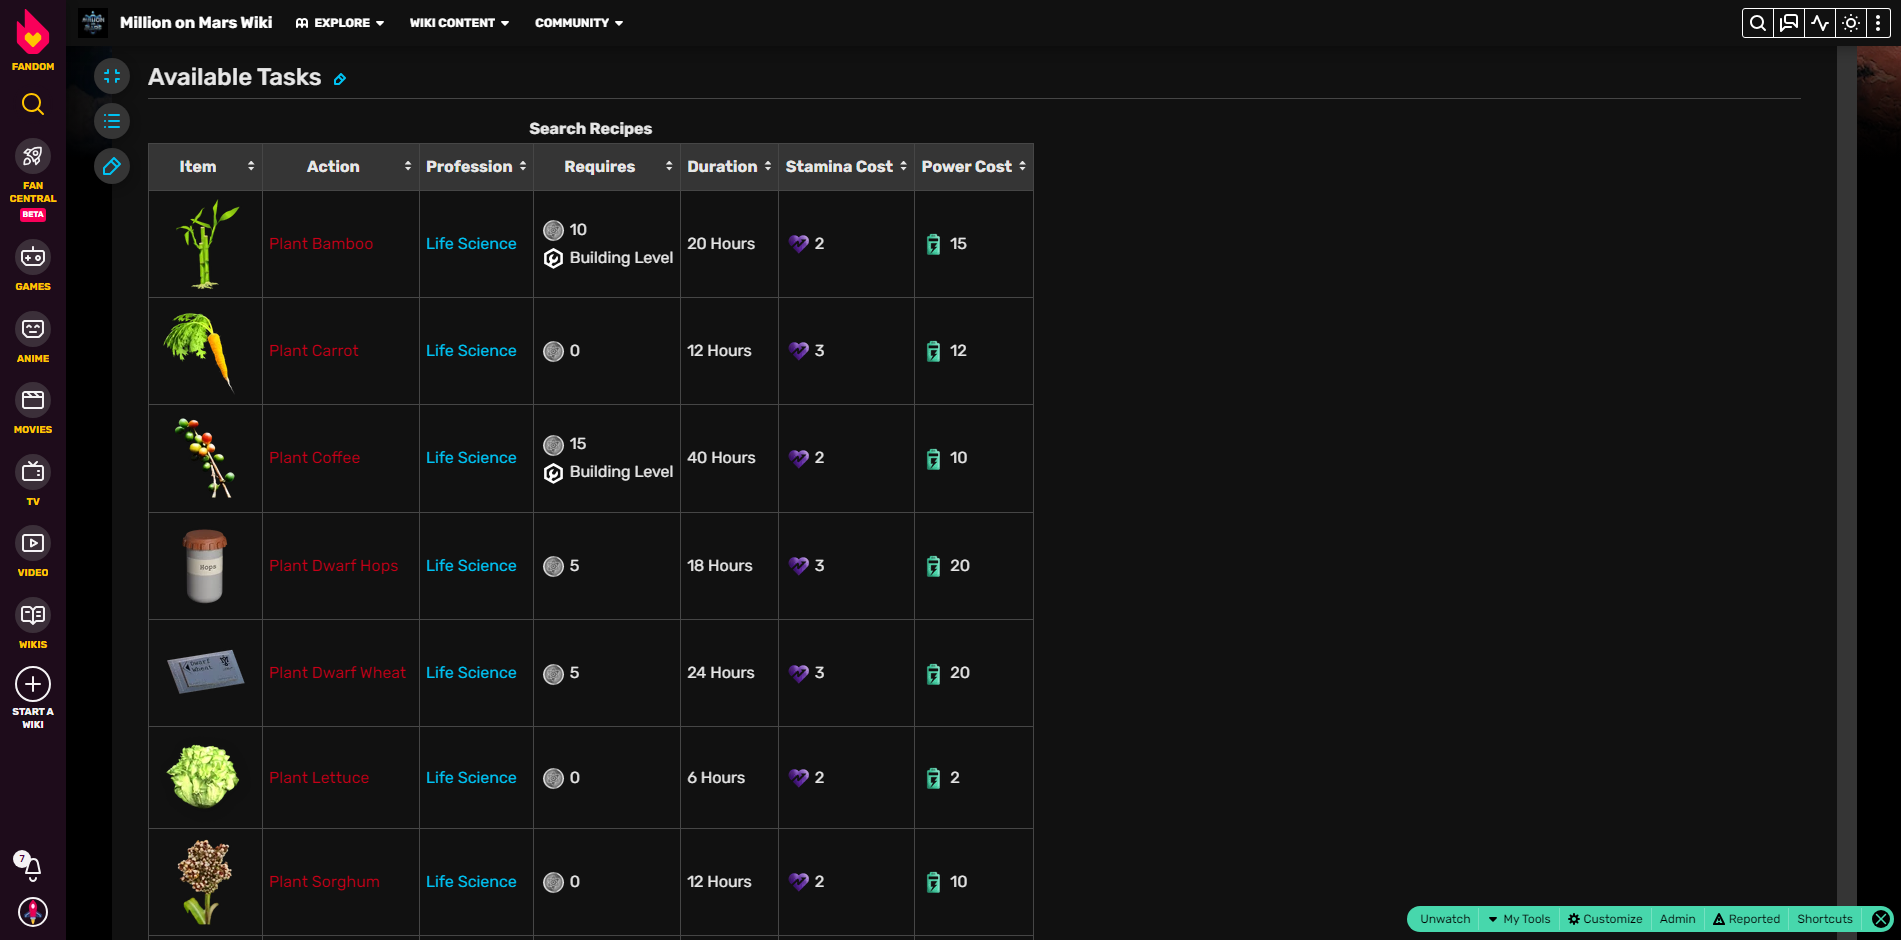 FANDOM
FAN
CENTRAL
BETA
GAMES
ANIME
MOVIES
TV
VIDEO
WIKIS
START A
WIKI
7
Million on Mars Wiki
EXPLORE
WIKI CONTENT
COMMUNITY
Available Tasks
Search Recipes
Item Action Profession Requires Duration Stamina Cost Power Cost
Plant Bamboo Life Science 10 Building Level 20 Hours 2 15
Plant Carrot Life Science 0 12 Hours 3 12
Plant Coffee Life Science 15 Building Level 40 Hours 2 10
Hops
Plant Dwarf Hops Life Science 5 18 Hours 3 20
Dwarf
Wheat
Plant Dwarf Wheat Life Science 5 24 Hours 3 20
Plant Lettuce Life Science 0 6 Hours 2 2
Plant Sorghum Life Science 0 12 Hours 2 10
Unwatch My Tools Customize Admin Reported Shortcuts